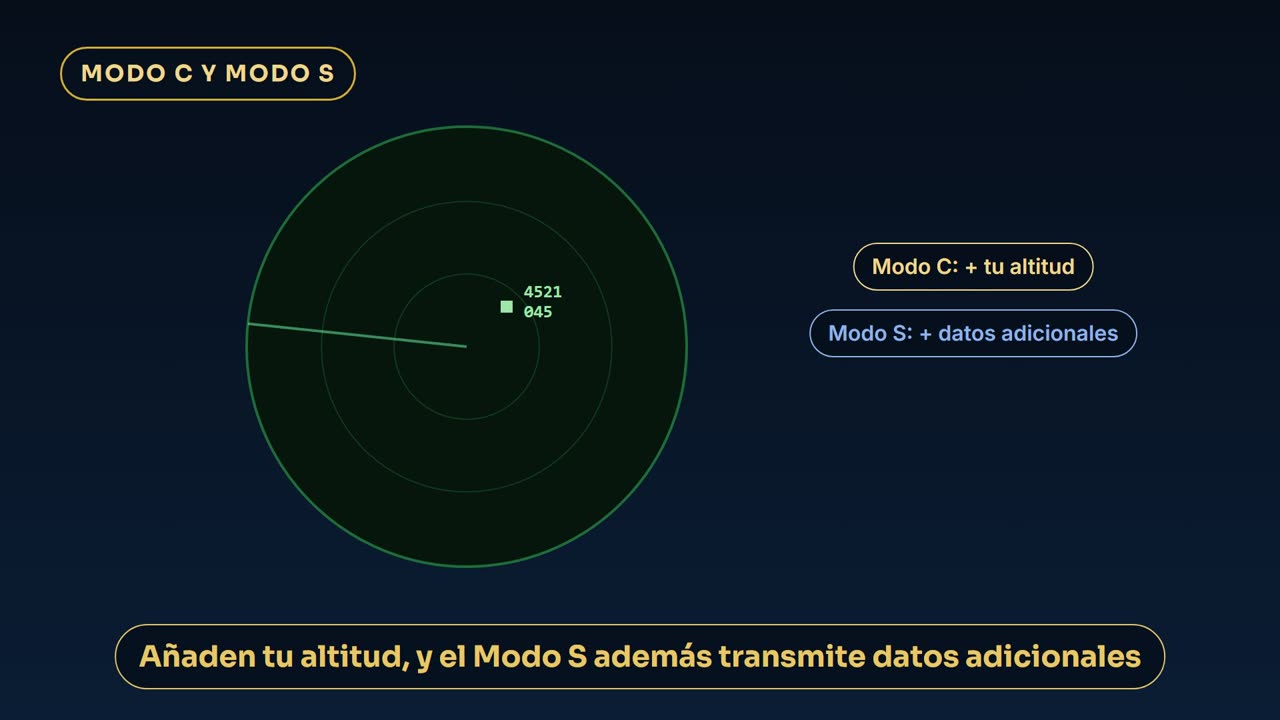 MODO C Y MODO S
4521
045
Modo C: + tu altitud
Modo S: + datos adicionales
Añaden tu altitud, y el Modo S además transmite datos adicionales